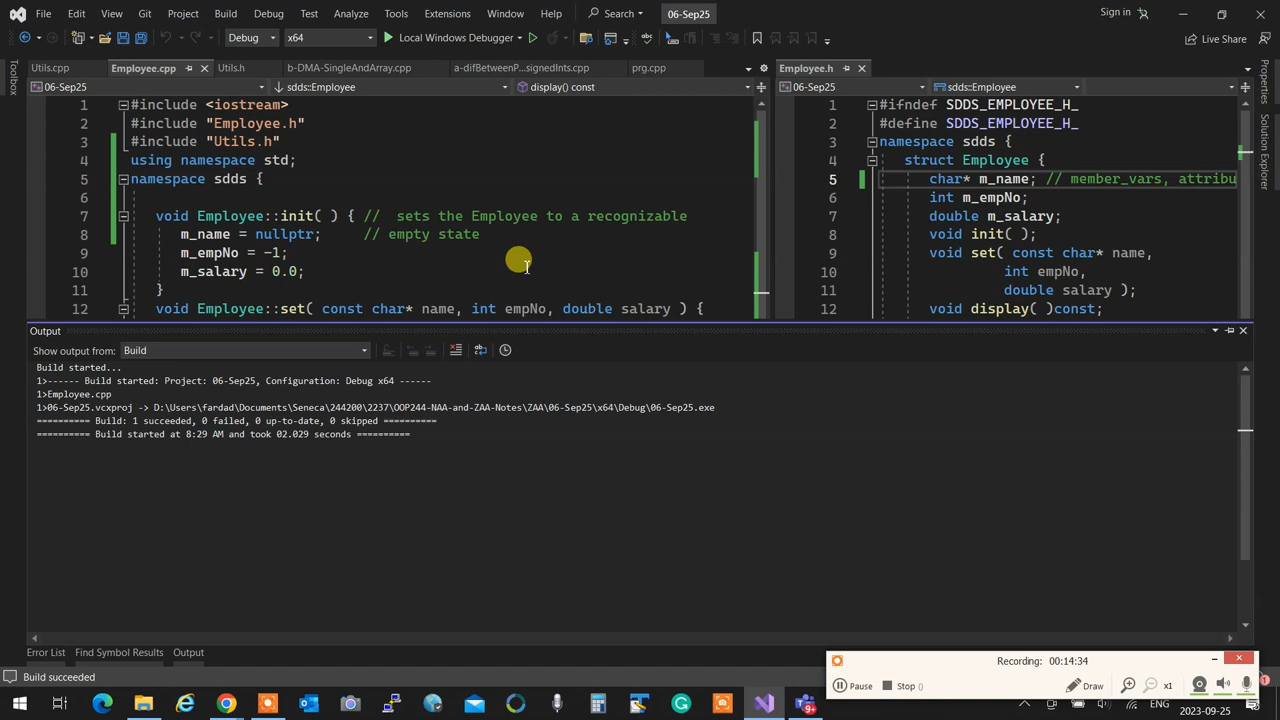 File Edit View Git Project Build Debug Test Analyze Tools Extensions Window Help Search 06-Sep25 Sign in
Debug x64 Local Windows Debugger Live Share
Utils.cpp Employee.cpp Utils.h b-DMA-SingleAndArray.cpp a-difBetweenP...signedInts.cpp prg.cpp Employee.h
06-Sep25 sdds::Employee display() const 06-Sep25 sdds::Employee
Toolbox
1 #include <iostream>
2 #include "Employee.h"
3 #include "Utils.h"
4 using namespace std;
5 namespace sdds {
6
7 void Employee::init( ) { // sets the Employee to a recognizable
8 m_name = nullptr; // empty state
9 m_empNo = -1;
10 m_salary = 0.0;
11 }
12 void Employee::set( const char* name, int empNo, double salary ) {
1 #ifndef SDDS_EMPLOYEE_H_
2 #define SDDS_EMPLOYEE_H_
3 namespace sdds {
4 struct Employee {
5 char* m_name; // member_vars, attribu
6 int m_empNo;
7 double m_salary;
8 void init( );
9 void set( const char* name,
10 int empNo,
11 double salary );
12 void display( )const;
Properties
Solution Explorer
Output
Show output from: Build
Build started...
1>------ Build started: Project: 06-Sep25, Configuration: Debug x64 ------
1>Employee.cpp
1>06-Sep25.vcxproj -> D:\Users\fardad\Documents\Seneca\244200\2237\OOP244-NAA-and-ZAA-Notes\ZAA\06-Sep25\x64\Debug\06-Sep25.exe
========== Build: 1 succeeded, 0 failed, 0 up-to-date, 0 skipped ==========
========== Build started at 8:29 AM and took 02.029 seconds ==========
Error List Find Symbol Results Output
Build succeeded
Recording: 00:14:34
Pause Stop () Draw x1
9+
ENG
9:29 AM
2023-09-25